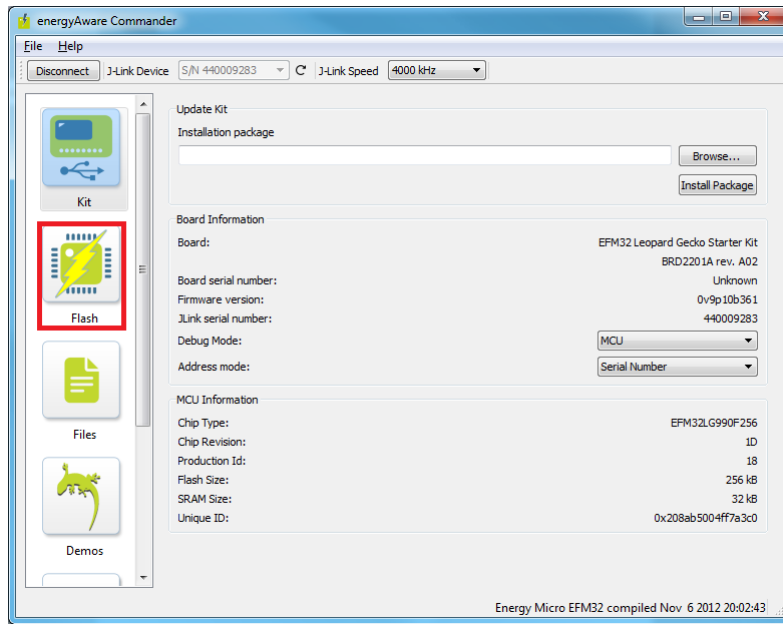 energyAware Commander
File Help
Disconnect J-Link Device S/N 440009283 J-Link Speed 4000 kHz
Kit
Flash
Files
Demos
Update Kit
Installation package
Browse...
Install Package
Board Information
Board: EFM32 Leopard Gecko Starter Kit
BRD2201A rev. A02
Board serial number: Unknown
Firmware version: 0v9p10b361
JLink serial number: 440009283
Debug Mode: MCU
Address mode: Serial Number
MCU Information
Chip Type: EFM32LG990F256
Chip Revision: 1D
Production Id: 18
Flash Size: 256 kB
SRAM Size: 32 kB
Unique ID: 0x208ab5004ff7a3c0
Energy Micro EFM32 compiled Nov 6 2012 20:02:43